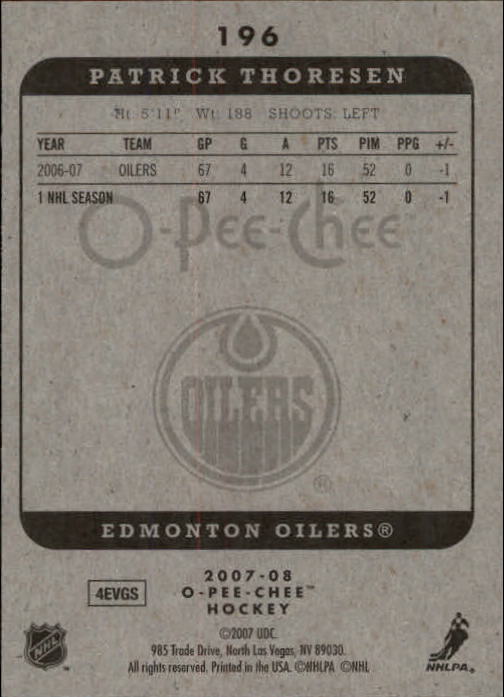 196
PATRICK THORESEN
Ht: 5'11" Wt: 188 SHOOTS: LEFT
YEAR TEAM GP G A PTS PIM PPG +/-
2006-07 OILERS 67 4 12 16 52 0 -1
1 NHL SEASON 67 4 12 16 52 0 -1
O-Pee-Chee™
OILERS
®
EDMONTON OILERS®
2007-08
4EVGS O-PEE-CHEE™
HOCKEY
©2007 UDC.
985 Trade Drive, North Las Vegas, NV 89030.
All rights reserved. Printed in the USA. ©NHLPA ©NHL
NHL™
NHLPA®